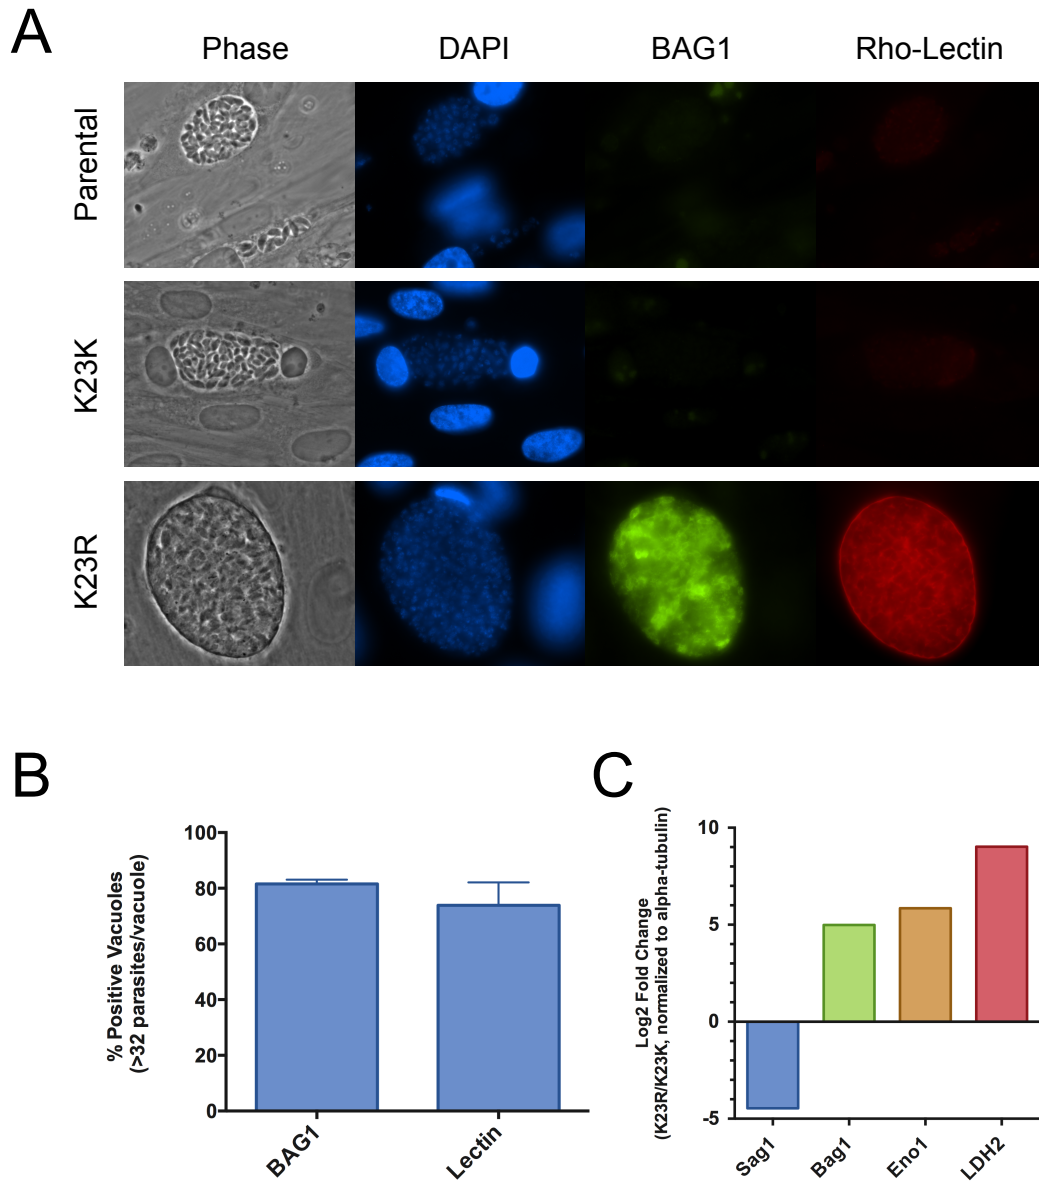 A
Phase DAPI BAG1 Rho-Lectin
Parental
K23K
K23R
B
% Positive Vacuoles
(>32 parasites/vacuole)
100
80
60
40
20
0
BAG1 Lectin
C
Log2 Fold Change
(K23R/K23K, normalized to alpha-tubulin)
10
5
0
-5
Sag1 Bag1 Eno1 LDH2